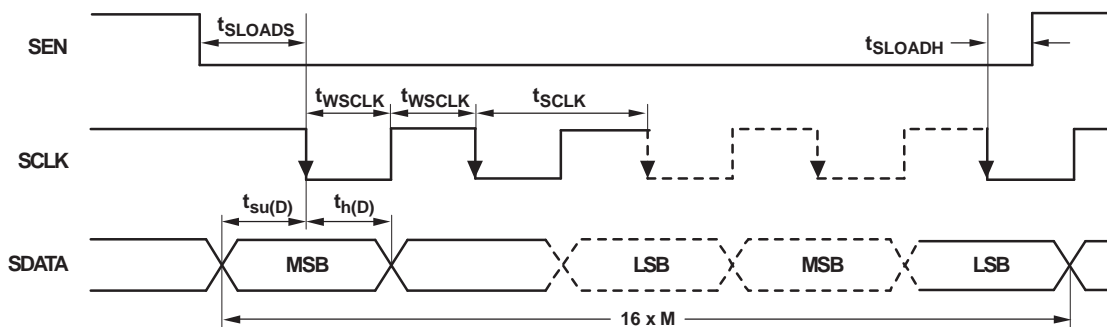 SEN
tSLOADS
tSLOADH
tWSCLK
tWSCLK
tSCLK
SCLK
tsu(D)
th(D)
SDATA
MSB
LSB
MSB
LSB
16 x M